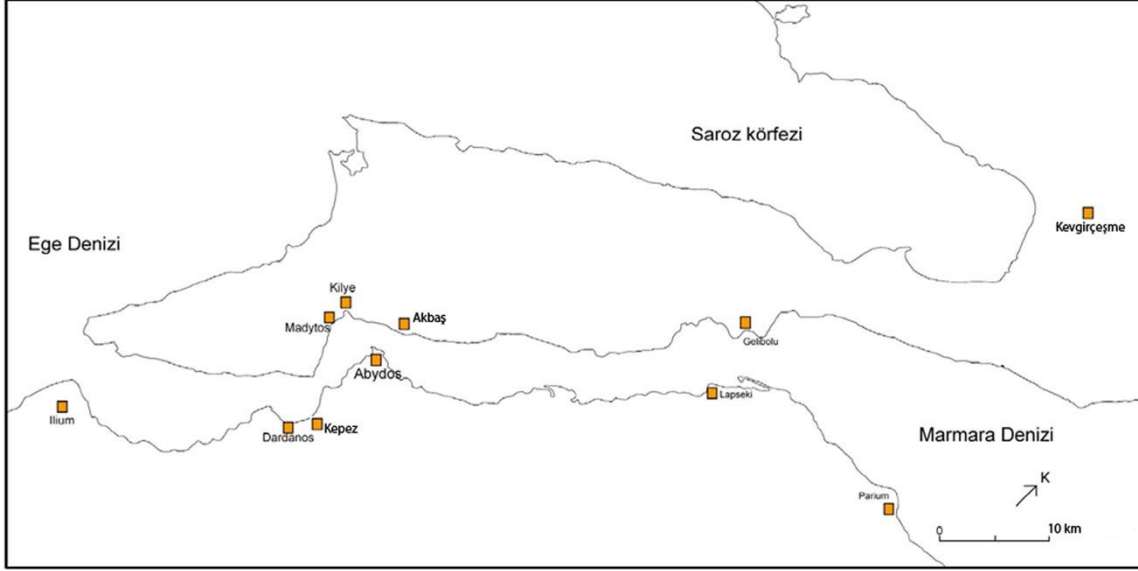 Saroz körfezi
Kevgirçeşme
Ege Denizi
Kilye
Madytos
Akbaş
Gelibolu
Abydos
Lapseki
Ilium
Dardanos
Kepez
Marmara Denizi
K
Parium
0
10 km